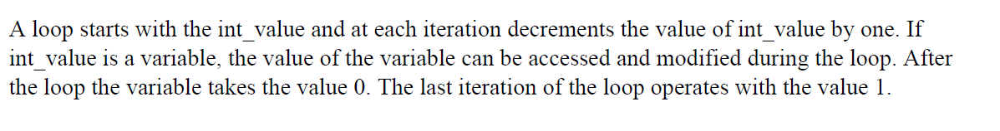 A loop starts with the int_value and at each iteration decrements the value of int_value by one. If
int_value is a variable, the value of the variable can be accessed and modified during the loop. After
the loop the variable takes the value 0. The last iteration of the loop operates with the value 1.